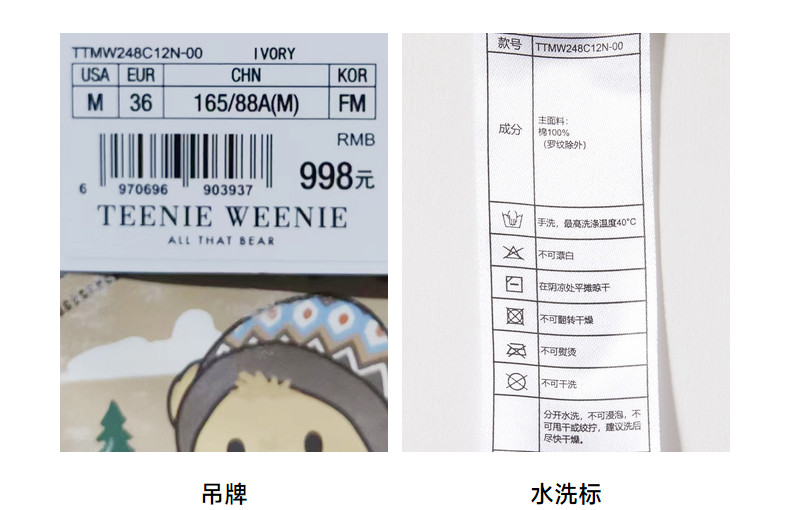 TTMW248C12N-00 IVORY
USA EUR CHN KOR
M 36 165/88A(M) FM
RMB
998元
6 970696 903937
TEENIE WEENIE
ALL THAT BEAR
吊牌
款号 TTMW248C12N-00
成分
主面料：
棉100%
（罗纹除外）
手洗，最高洗涤温度40°C
不可漂白
在阴凉处平摊晾干
不可翻转干燥
不可熨烫
不可干洗
分开水洗，不可浸泡，不
可甩干或绞拧，建议洗后
尽快干燥。
水洗标